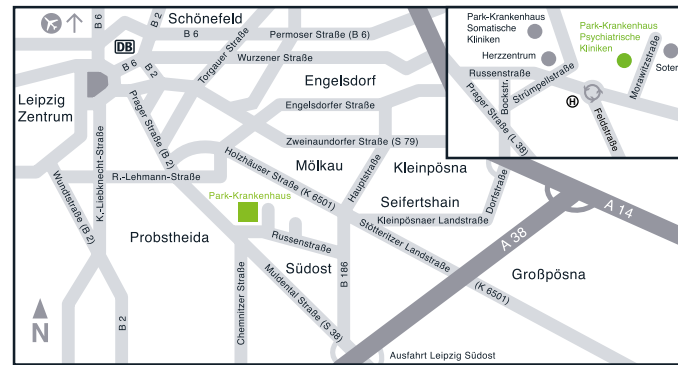 B 6
Schönefeld
B 2
B 6
Permoser Straße (B 6)
DB
Torgauer Straße
Wurzener Straße
B 6
B 2
Engelsdorf
Leipzig
Zentrum
Prager Straße (B 2)
Engelsdorfer Straße
Zweinaundorfer Straße (S 79)
Holzhäuser Straße (K 6501)
Mölkau
Kleinpösna
Hauptstraße
R.-Lehmann-Straße
K.-Liebknecht-Straße
Wundtstraße (B 2)
Park-Krankenhaus
Seifertshain
Dorfstraße
Kleinpösnaer Landstraße
A 14
Probstheida
Russenstraße
Störteritzer Landstraße
(K 6501)
A 38
Südost
Großpösna
B 186
Chemnitzer Straße
Muldental Straße (S 38)
B 2
N
Ausfahrt Leipzig Südost
Park-Krankenhaus
Somatische
Kliniken
Herzzentrum
Park-Krankenhaus
Psychiatrische
Kliniken
Soter
Morawitzstraße
Russenstraße
Bockstr.
Strümpellstraße
Prager Straße (L 38)
H
Feldstraße